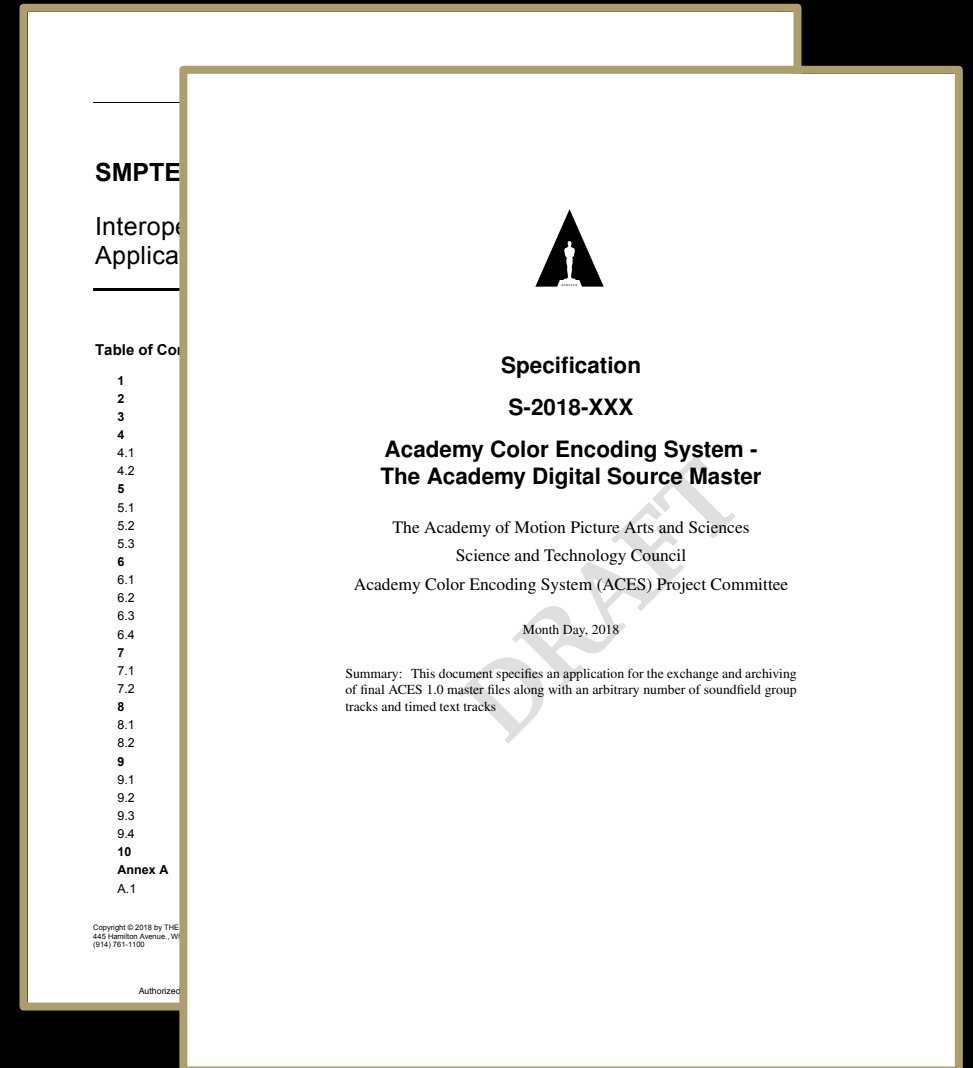 SMPTE
Table of
1
2
3
4
4.1
4.2
5
5.1
5.2
5.3
6
6.1
6.2
6.3
6.4
7
7.1
7.2
8
8.1
8.2
9
9.1
9.2
9.3
9.4
10
Annex A
A.1
Copyright © 2018 by THE
445 Hamilton Avenue.,
(914) 761-1100
Authorized
Specification
S-2018-XXX
Academy Color Encoding System -
The Academy Digital Source Master
The Academy of Motion Picture Arts and Sciences
Science and Technology Council
Academy Color Encoding System (ACES) Project Committee
Month Day, 2018
Summary: This document specifies an application for the exchange and archiving
of final ACES 1.0 master files along with an arbitrary number of soundfield group
tracks and timed text tracks
DRAFT